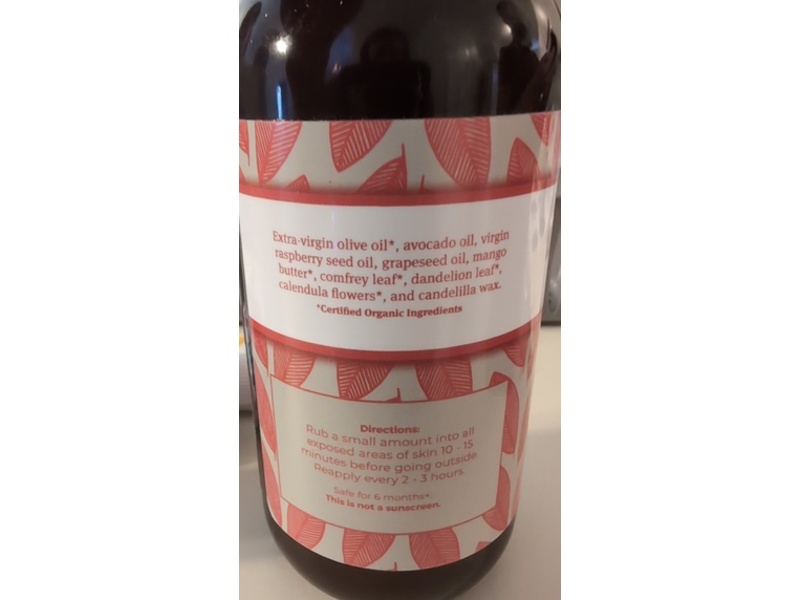 Extra-virgin olive oil*, avocado oil, virgin
raspberry seed oil, grapeseed oil, mango
butter*, comfrey leaf*, dandelion leaf*,
calendula flowers*, and candelilla wax.
*Certified Organic Ingredients
Directions:
Rub a small amount into all
exposed areas of skin 10 - 15
minutes before going outside.
Reapply every 2 - 3 hours.
Safe for 6 months+
This is not a sunscreen.